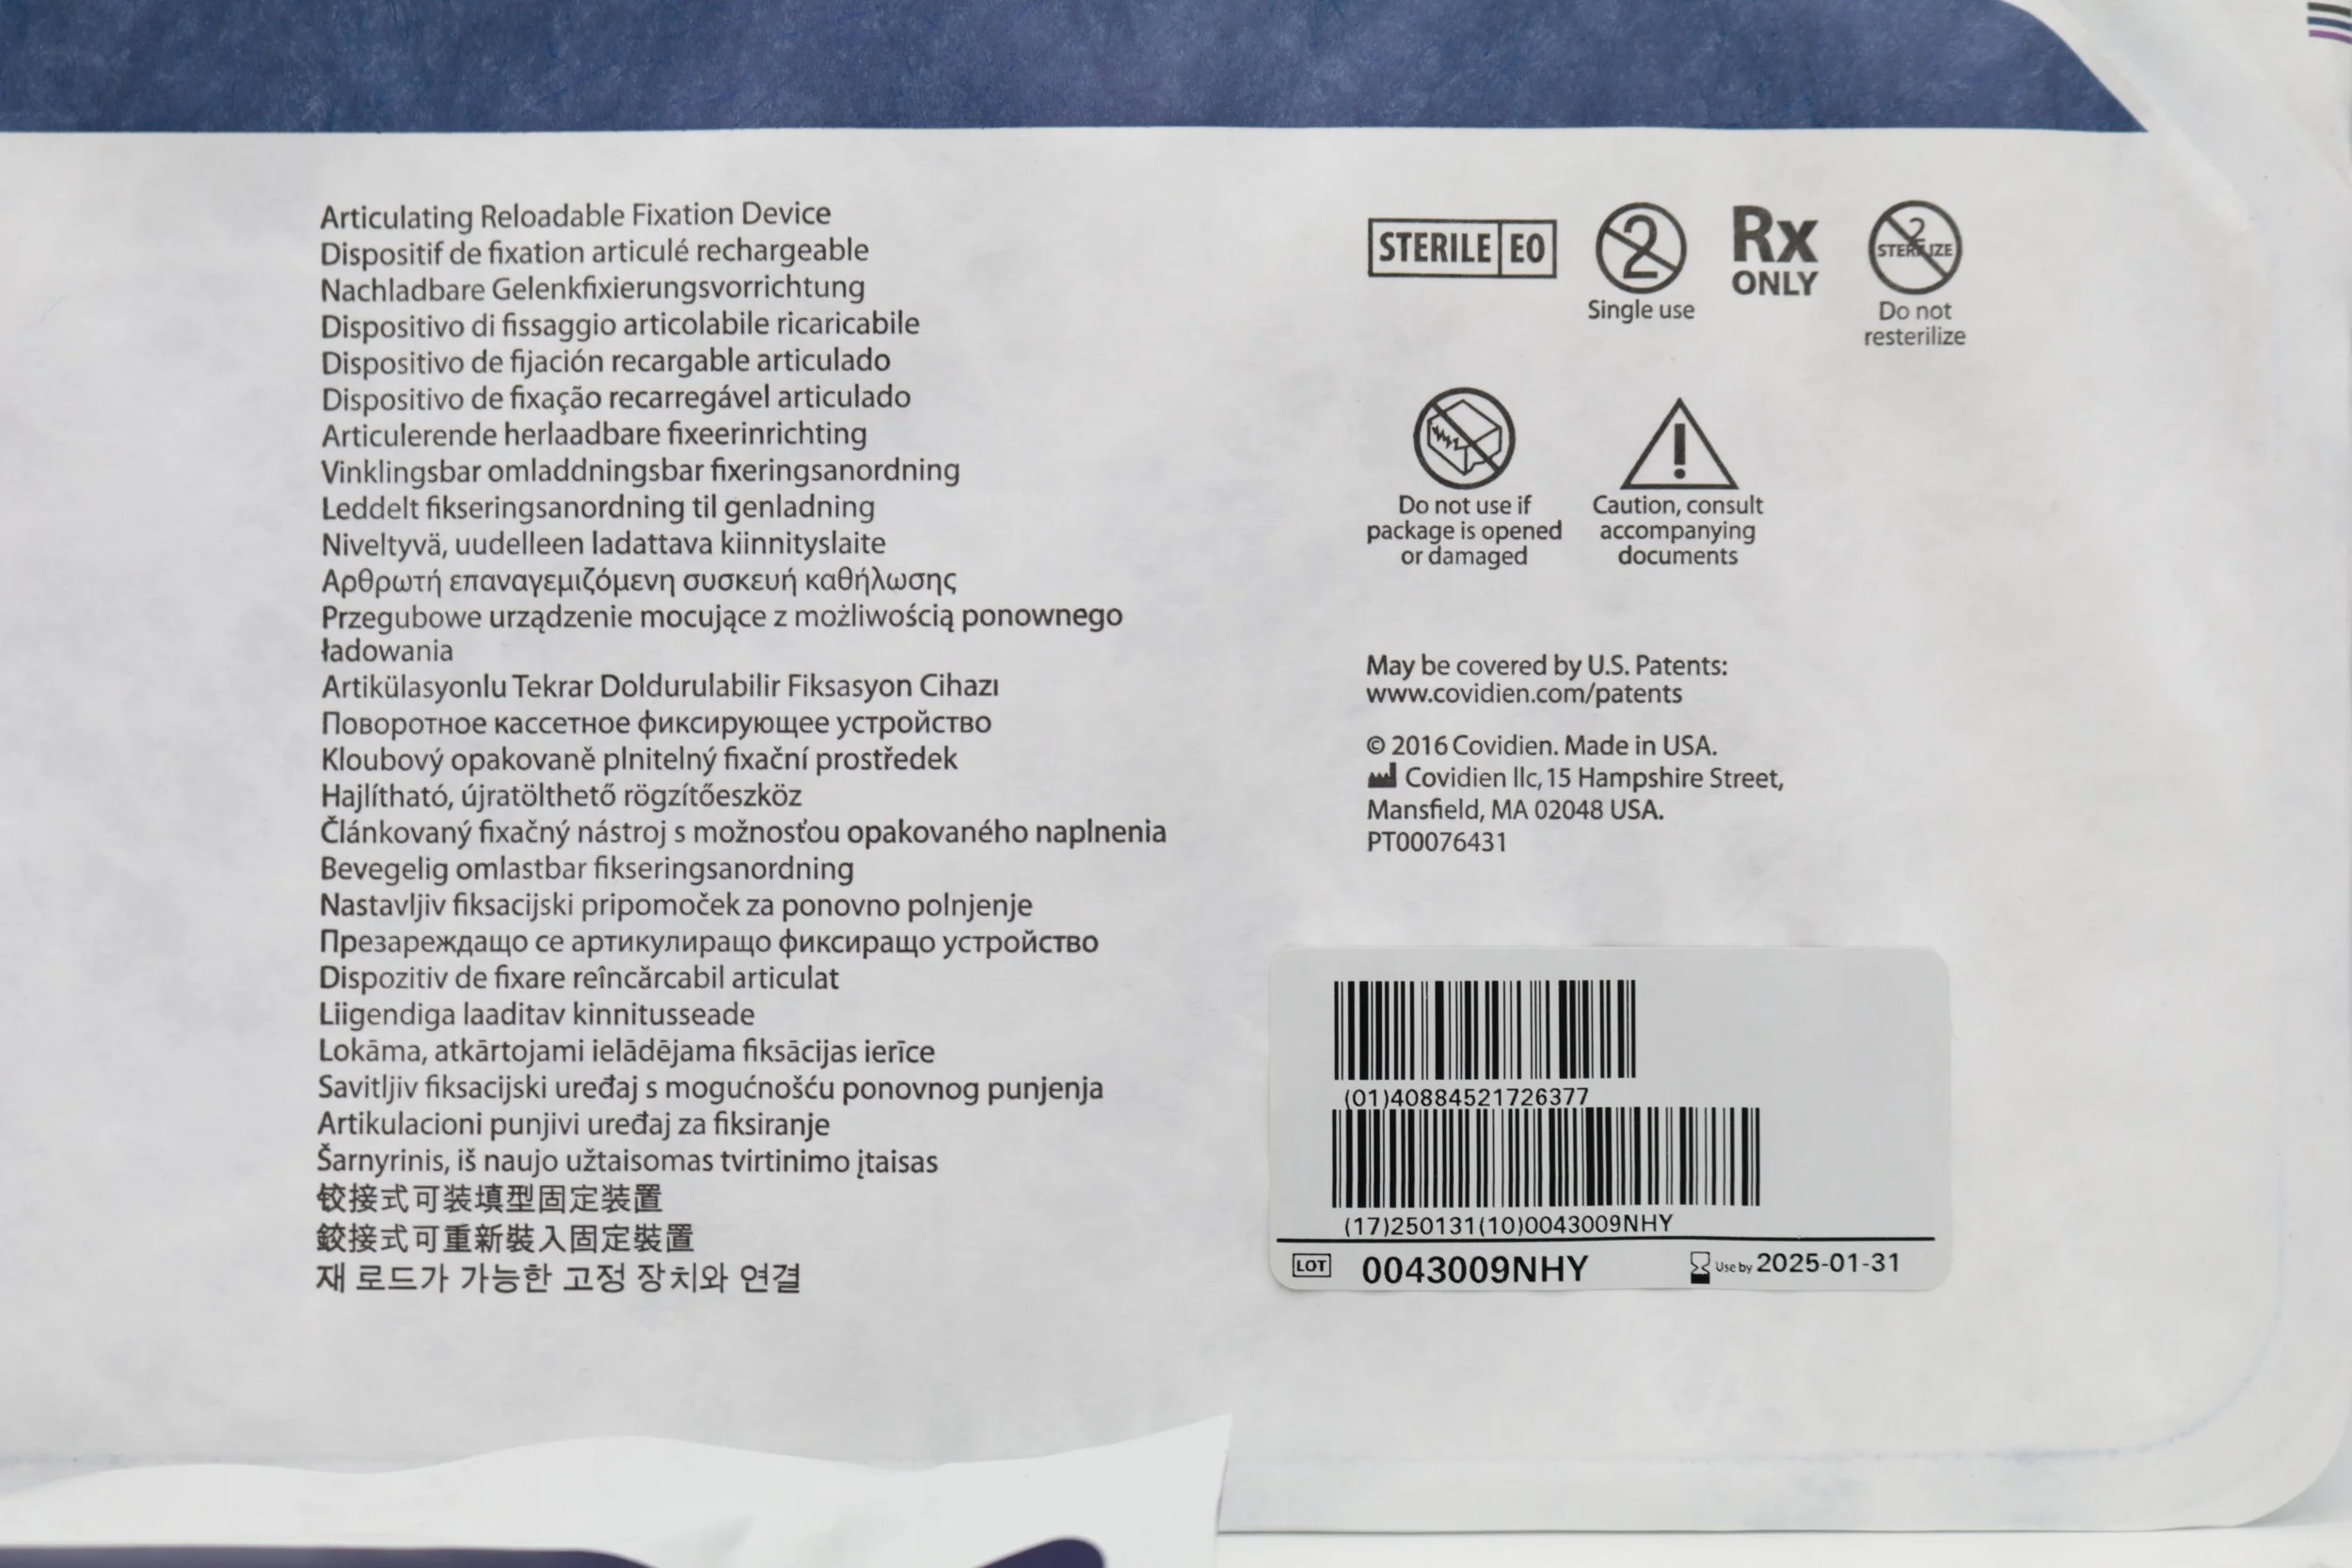 Articulating Reloadable Fixation Device
Dispositif de fixation articulé rechargeable
Nachladbare Gelenkfixierungsvorrichtung
Dispositivo di fissaggio articolabile ricaricabile
Dispositivo de fijación recargable articulado
Dispositivo de fixação recarregável articulado
Articulerende herlaadbare fixeerinrichting
Vinklingsbar omladdningsbar fixeringsanordning
Leddelt fikseringsanordning til genladning
Niveltyvä, uudelleen ladattava kiinnityslaite
Αρθρωτή επαναγεμιζόμενη συσκευή καθήλωσης
Przegubowe urządzenie mocujące z możliwością ponownego
ładowania
Artikülasyonlu Tekrar Doldurulabilir Fiksasyon Cihazı
Поворотное кассетное фиксирующее устройство
Kloubový opakovaně plnitelný fixační prostředek
Hajlítható, újratölthető rögzítőeszköz
Článkovaný fixačný nástroj s možnosťou opakovaného naplnenia
Bevegelig omlastbar fikseringsanordning
Nastavljiv fiksacijski pripomoček za ponovno polnjenje
Презареждащо се артикулиращо фиксиращо устройство
Dispozitiv de fixare reîncărcabil articulat
Liigendiga laaditav kinnitusseade
Lokāma, atkārtojami ielādējama fiksācijas ierīce
Savitljiv fiksacijski uređaj s mogućnošću ponovnog punjenja
Artikulacioni punjivi uređaj za fiksiranje
Šarnyrinis, iš naujo užtaisomas tvirtinimo įtaisas
铰接式可装填型固定装置
鉸接式可重新裝入固定裝置
재 로드가 가능한 고정 장치와 연결
STERILE EO
2
Single use
Rx
ONLY
2
STERILIZE
Do not
resterilize
Do not use if
package is opened
or damaged
!
Caution, consult
accompanying
documents
May be covered by U.S. Patents:
www.covidien.com/patents
© 2016 Covidien. Made in USA.
Covidien llc, 15 Hampshire Street,
Mansfield, MA 02048 USA.
PT00076431
(01)40884521726377
(17)250131(10)0043009NHY
LOT 0043009NHY Use by 2025-01-31